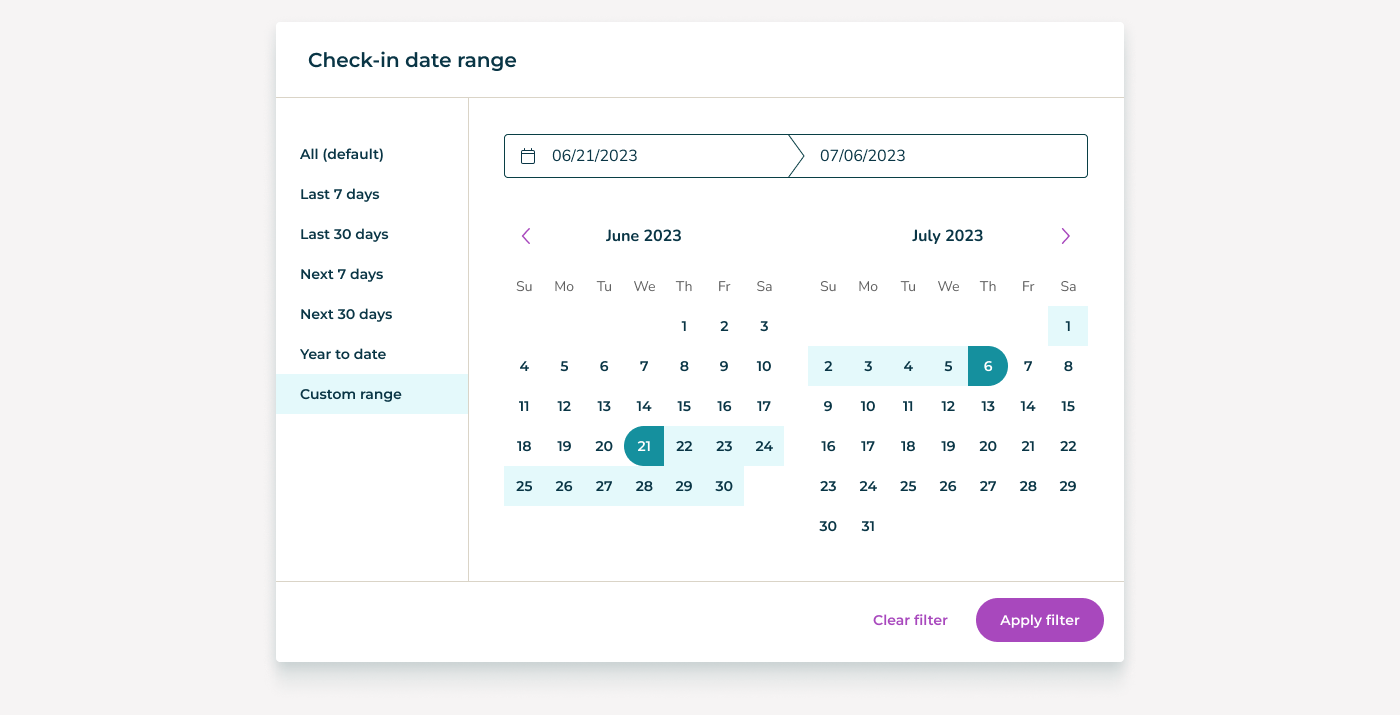 Check-in date range
All (default)
Last 7 days
Last 30 days
Next 7 days
Next 30 days
Year to date
Custom range
06/21/2023 07/06/2023
June 2023
Su Mo Tu We Th Fr Sa
1 2 3
4 5 6 7 8 9 10
11 12 13 14 15 16 17
18 19 20 21 22 23 24
25 26 27 28 29 30
July 2023
Su Mo Tu We Th Fr Sa
1
2 3 4 5 6 7 8
9 10 11 12 13 14 15
16 17 18 19 20 21 22
23 24 25 26 27 28 29
30 31
Clear filter Apply filter